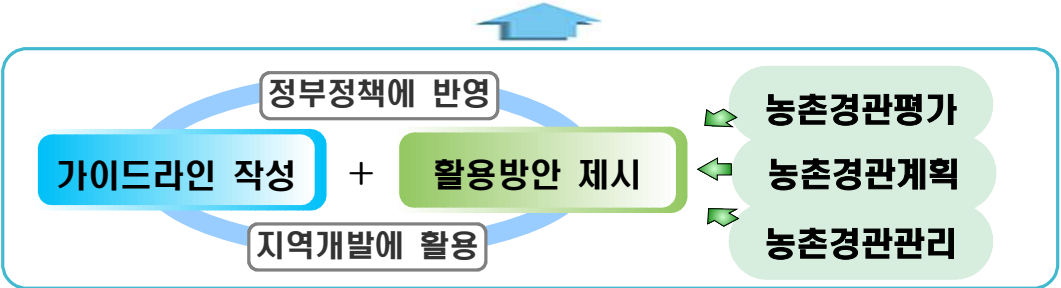 정부정책에 반영
가이드라인 작성 + 활용방안 제시
지역개발에 활용
농촌경관평가
농촌경관계획
농촌경관관리